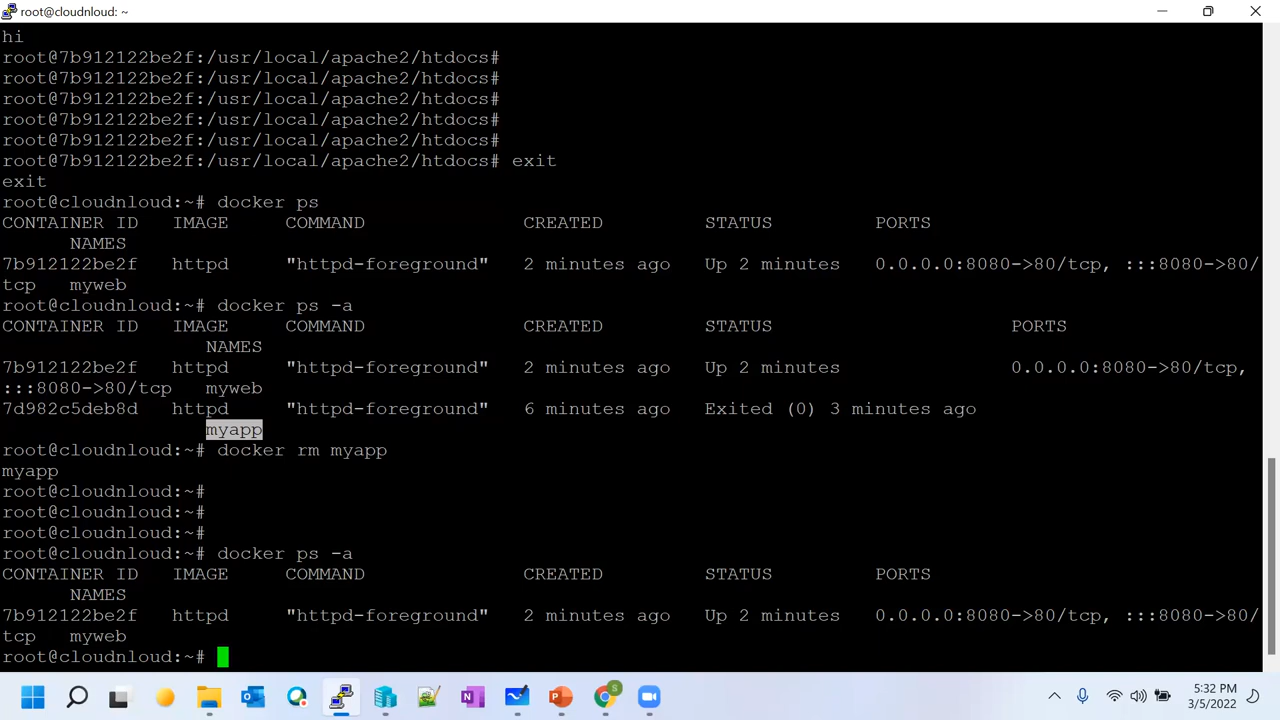 root@cloudnloud: ~
hi
root@7b912122be2f:/usr/local/apache2/htdocs#
root@7b912122be2f:/usr/local/apache2/htdocs#
root@7b912122be2f:/usr/local/apache2/htdocs#
root@7b912122be2f:/usr/local/apache2/htdocs#
root@7b912122be2f:/usr/local/apache2/htdocs#
root@7b912122be2f:/usr/local/apache2/htdocs# exit
exit
root@cloudnloud:~# docker ps
CONTAINER ID   IMAGE     COMMAND              CREATED         STATUS         PORTS
      NAMES
7b912122be2f   httpd     "httpd-foreground"   2 minutes ago   Up 2 minutes   0.0.0.0:8080->80/tcp, :::8080->80/
tcp   myweb
root@cloudnloud:~# docker ps -a
CONTAINER ID   IMAGE     COMMAND              CREATED         STATUS                     PORTS
                  NAMES
7b912122be2f   httpd     "httpd-foreground"   2 minutes ago   Up 2 minutes               0.0.0.0:8080->80/tcp,
:::8080->80/tcp   myweb
7d982c5deb8d   httpd     "httpd-foreground"   6 minutes ago   Exited (0) 3 minutes ago
                  myapp
root@cloudnloud:~# docker rm myapp
myapp
root@cloudnloud:~#
root@cloudnloud:~#
root@cloudnloud:~#
root@cloudnloud:~# docker ps -a
CONTAINER ID   IMAGE     COMMAND              CREATED         STATUS         PORTS
      NAMES
7b912122be2f   httpd     "httpd-foreground"   2 minutes ago   Up 2 minutes   0.0.0.0:8080->80/tcp, :::8080->80/
tcp   myweb
root@cloudnloud:~#
5:32 PM
3/5/2022